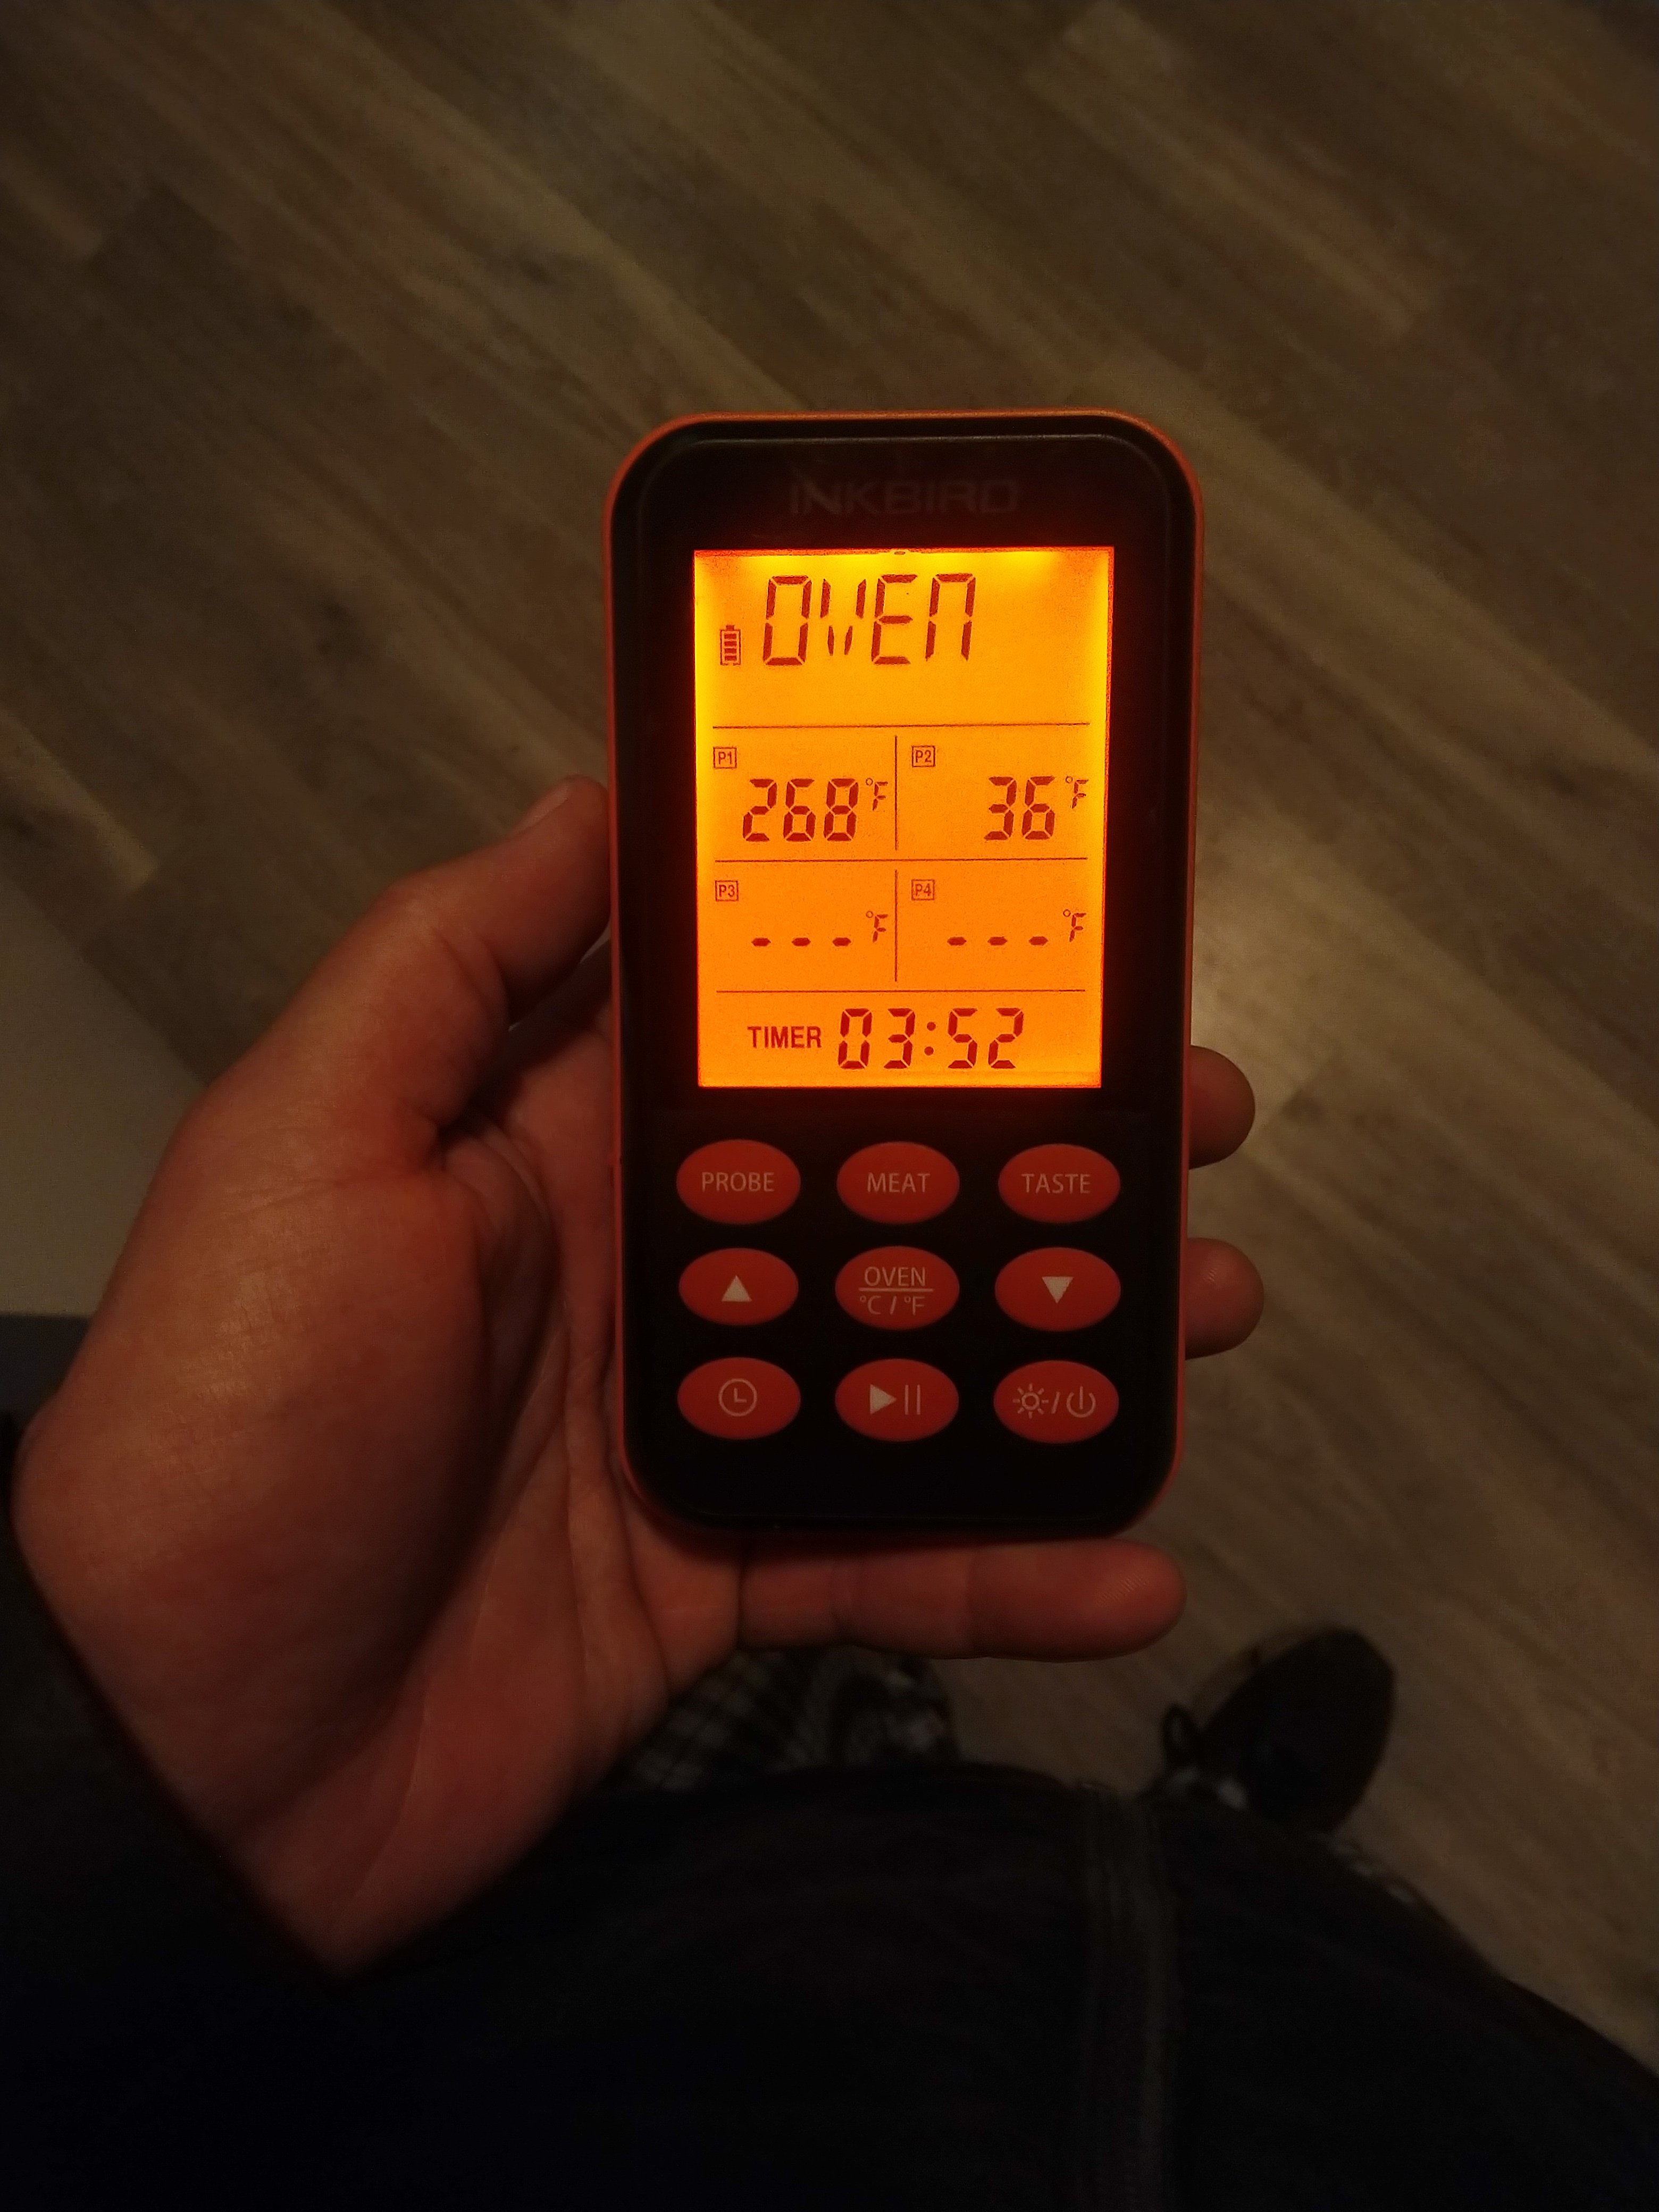 INKBIRD
OVEN
P1 P2
268°F 36°F
P3 P4
---°F ---°F
TIMER 03:52
PROBE MEAT TASTE
OVEN
°C / °F